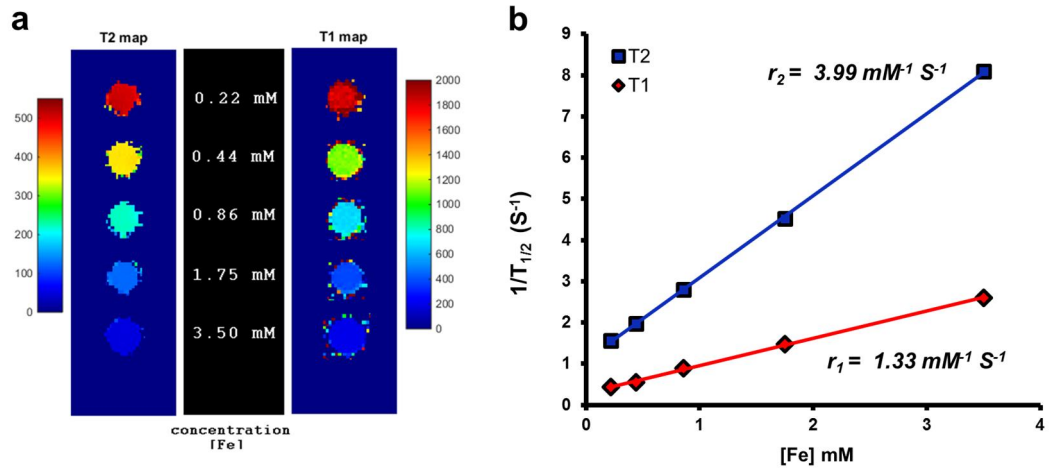 a
T2 map
T1 map
500
400
300
200
100
0
0.22 mM
0.44 mM
0.86 mM
1.75 mM
3.50 mM
concentration
[Fe]
2000
1800
1600
1400
1200
1000
800
600
400
200
0
b
9
8
7
6
5
4
3
2
1
0
1/T1/2 (S-1)
T2
T1
r2 = 3.99 mM-1 S-1
r1 = 1.33 mM-1 S-1
0 1 2 3 4
[Fe] mM